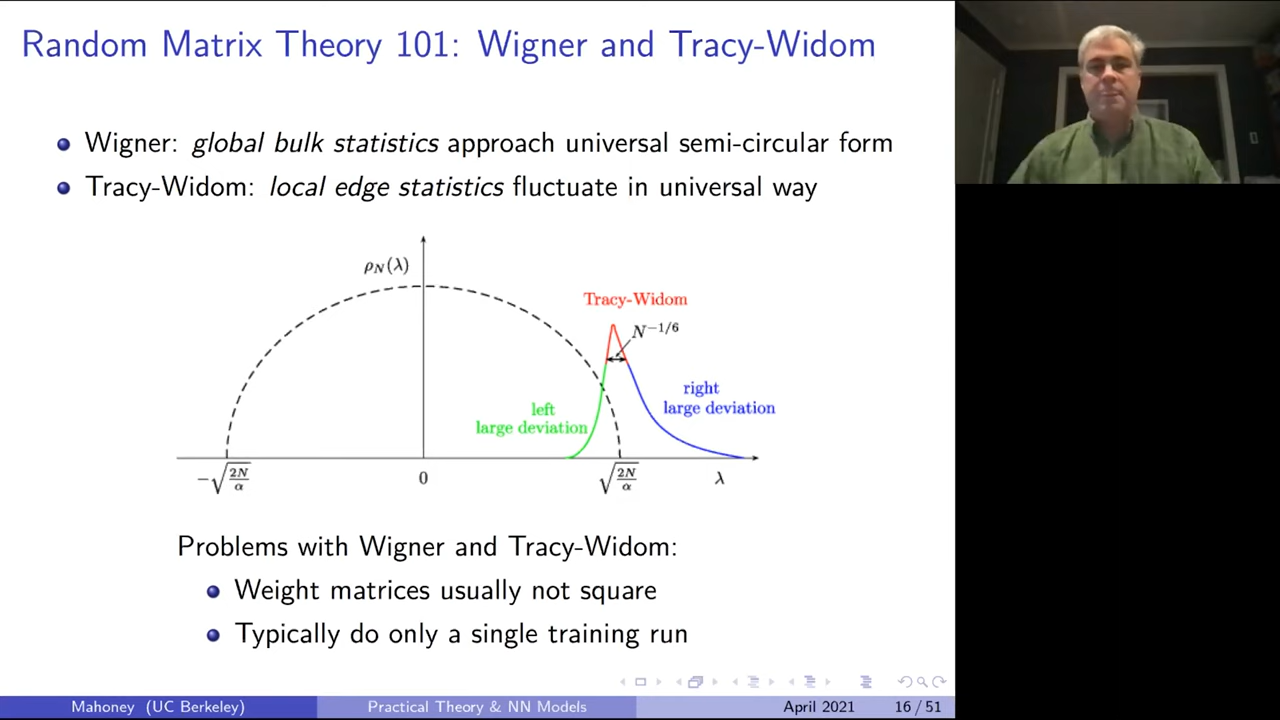 Random Matrix Theory 101: Wigner and Tracy-Widom
Wigner: global bulk statistics approach universal semi-circular form
Tracy-Widom: local edge statistics fluctuate in universal way
ρN(λ)
Tracy-Widom
N^{-1/6}
right
large deviation
left
large deviation
-√(2N/α)
0
√(2N/α)
λ
Problems with Wigner and Tracy-Widom:
Weight matrices usually not square
Typically do only a single training run
Mahoney (UC Berkeley) Practical Theory & NN Models April 2021 16 / 51